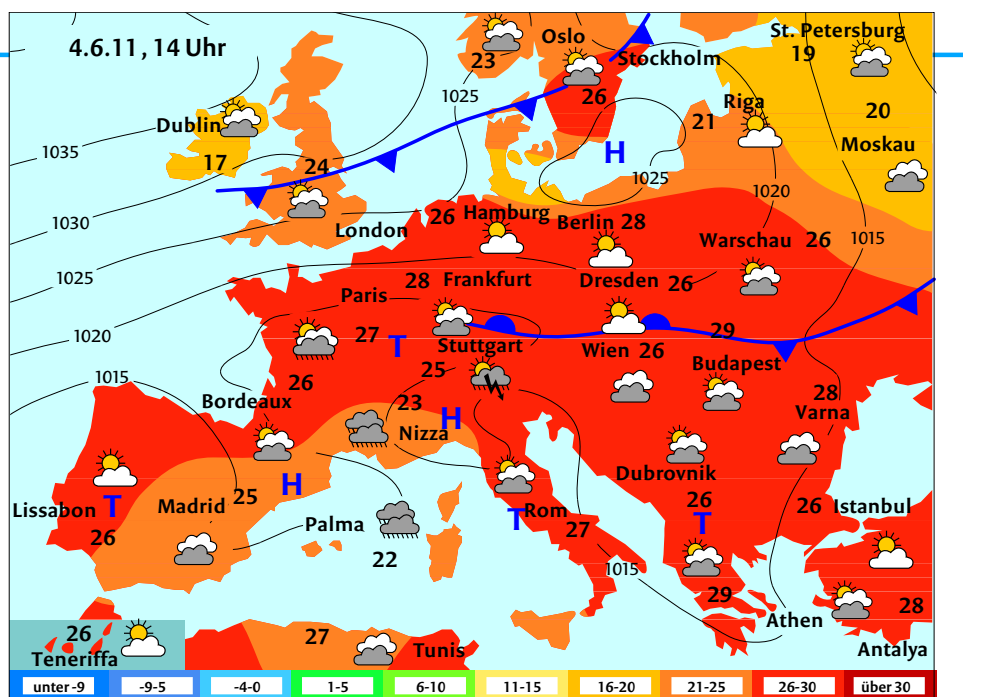 4.6.11, 14 Uhr
Oslo
St. Petersburg
23
19
Stockholm
1025
26
Riga
20
Dublin
21
Moskau
1035
17
24
H
1025
1020
1030
26
Hamburg
Berlin 28
London
Warschau
26
1015
1025
28
Frankfurt
Dresden
26
Paris
1020
27
T
29
Stuttgart
Wien 26
25
Budapest
1015
26
28
Bordeaux
23
Varna
H
Nizza
Dubrovnik
H
Lissabon
T
Madrid
25
26
26
Istanbul
Palma
T
Rom
T
26
27
22
1015
29
28
26
27
Athen
Teneriffa
Tunis
Antalya
unter -9
-9-5
-4-0
1-5
6-10
11-15
16-20
21-25
26-30
über 30